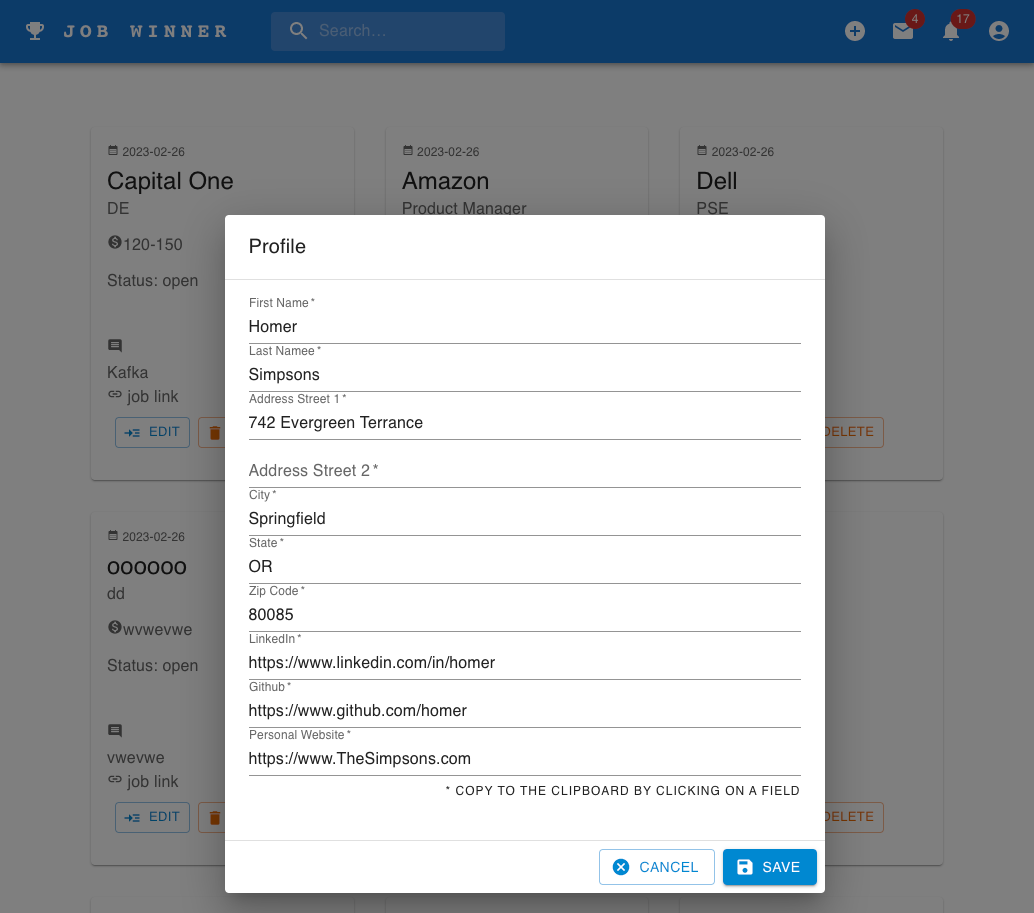 JOB WINNER
Search...
4
17
2023-02-26
Capital One
DE
120-150
Status: open
Kafka
job link
EDIT
2023-02-26
Amazon
Product Manager
2023-02-26
Dell
PSE
DELETE
2023-02-26
oooooo
dd
wvwevwe
Status: open
vwevwe
job link
EDIT
DELETE
Profile
First Name *
Homer
Last Namee *
Simpsons
Address Street 1 *
742 Evergreen Terrance
Address Street 2 *
City *
Springfield
State *
OR
Zip Code *
80085
LinkedIn *
https://www.linkedin.com/in/homer
Github *
https://www.github.com/homer
Personal Website *
https://www.TheSimpsons.com
* COPY TO THE CLIPBOARD BY CLICKING ON A FIELD
CANCEL
SAVE